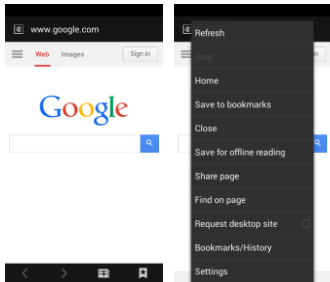 www.google.com
Web Images Sign in
Google
Refresh
Stop
Home
Save to bookmarks
Close
Save for offline reading
Share page
Find on page
Request desktop site
Bookmarks/History
Settings